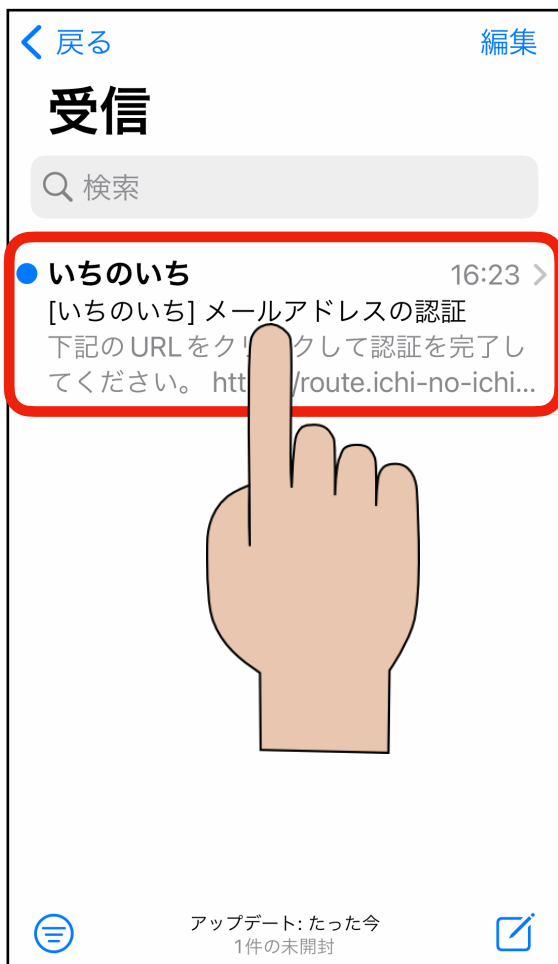 戻る 編集
受信
検索
いちのいち 16:23
[いちのいち] メールアドレスの認証
下記のURLをク クして認証を完了し
てください。 htt /route.ichi-no-ichi...
アップデート: たった今
1件の未開封